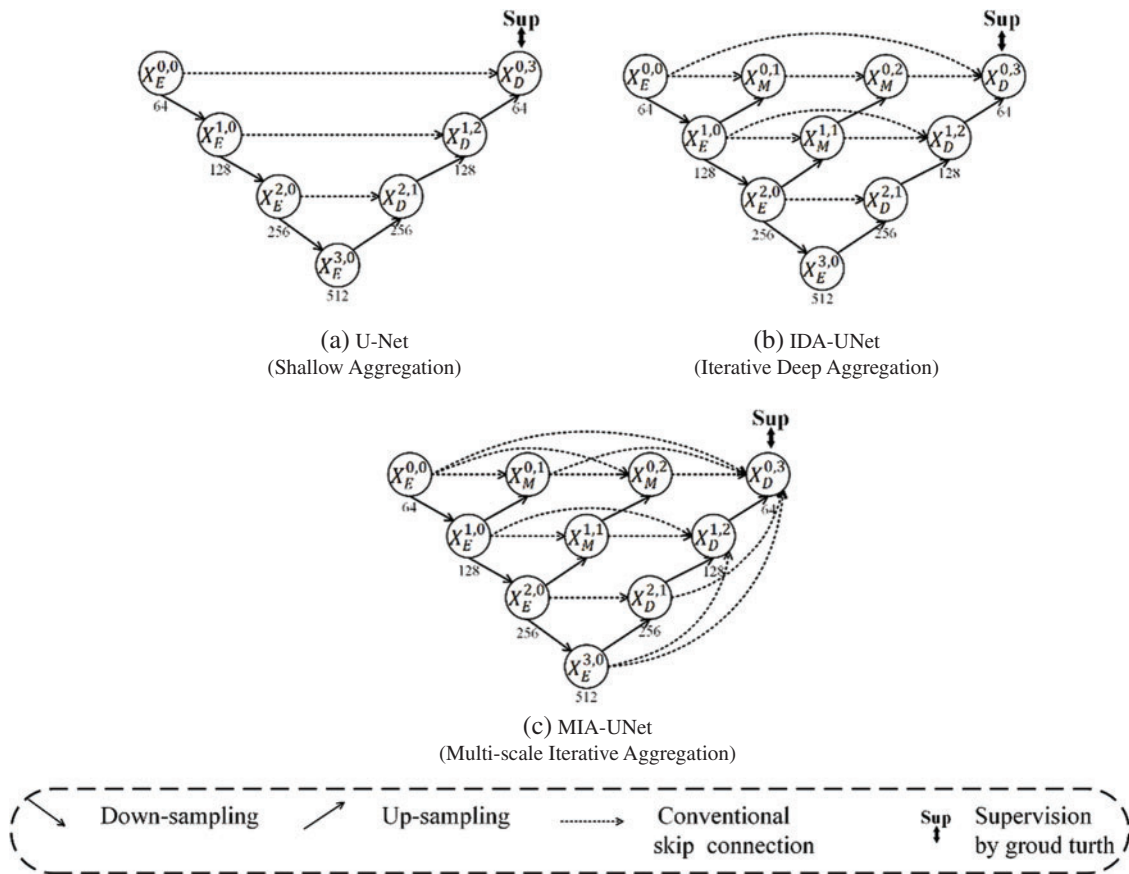 Sup
X_E^{0,0}
X_D^{0,3}
64
64
X_E^{1,0}
X_D^{1,2}
128
128
X_E^{2,0}
X_D^{2,1}
256
256
X_E^{3,0}
512
(a) U-Net
(Shallow Aggregation)
Sup
X_E^{0,0}
X_M^{0,1}
X_M^{0,2}
X_D^{0,3}
64
64
X_E^{1,0}
X_M^{1,1}
X_D^{1,2}
128
128
X_E^{2,0}
X_D^{2,1}
256
256
X_E^{3,0}
512
(b) IDA-UNet
(Iterative Deep Aggregation)
Sup
X_E^{0,0}
X_M^{0,1}
X_M^{0,2}
X_D^{0,3}
64
64
X_E^{1,0}
X_M^{1,1}
X_D^{1,2}
128
128
X_E^{2,0}
X_D^{2,1}
256
256
X_E^{3,0}
512
(c) MIA-UNet
(Multi-scale Iterative Aggregation)
Down-sampling
Up-sampling
Conventional
skip connection
Sup
Supervision
by groud turth